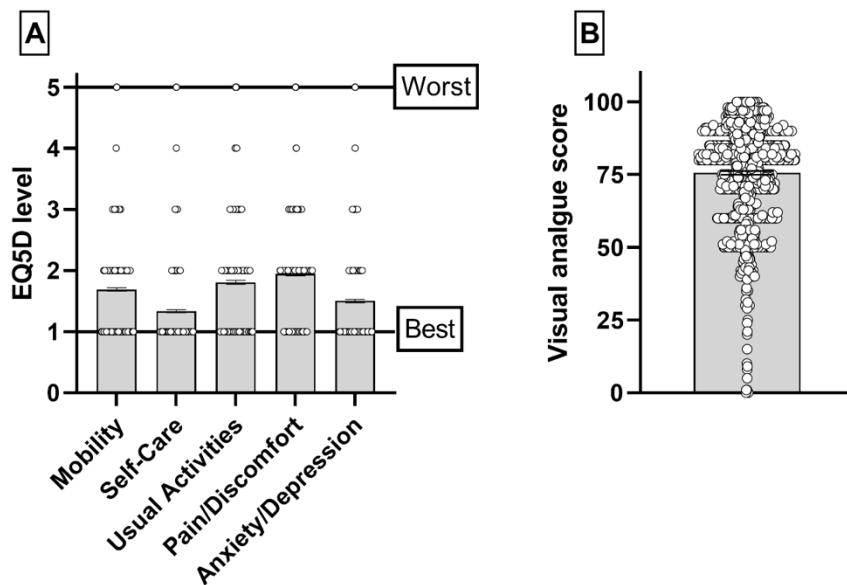 A
EQ5D level
5
4
3
2
1
0
Worst
Best
Mobility
Self-Care
Usual Activities
Pain/Discomfort
Anxiety/Depression
B
Visual analgue score
100
75
50
25
0